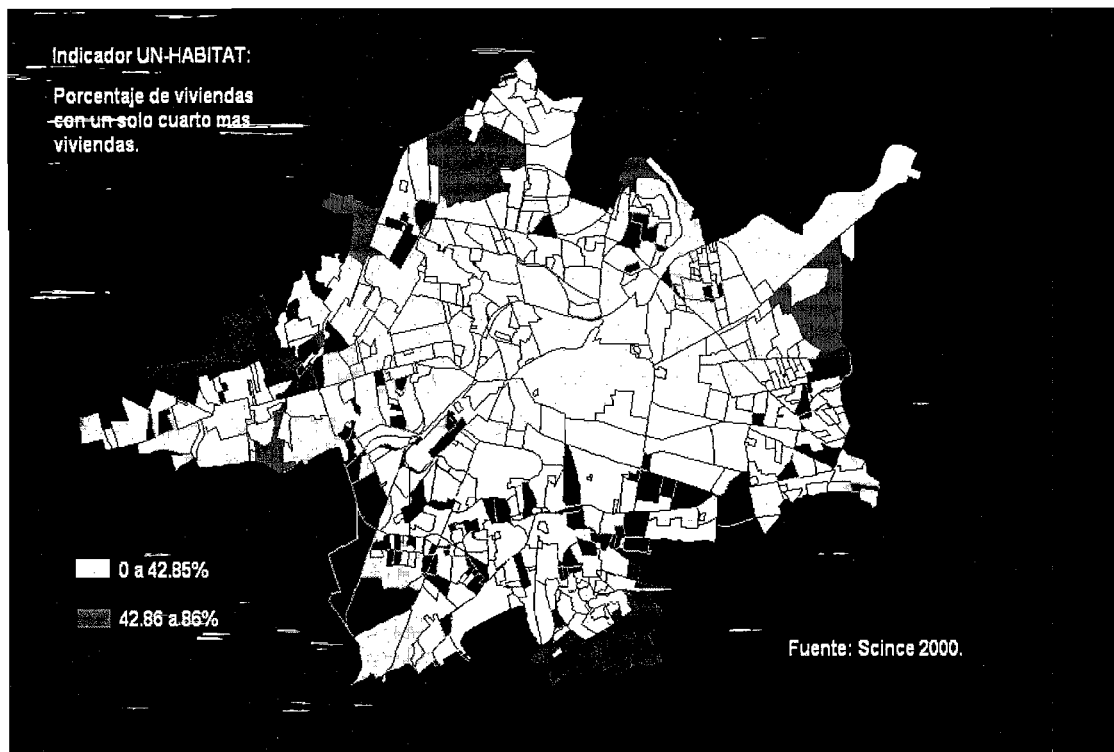 Indicador UN-HABITAT:
Porcentaje de viviendas
con un solo cuarto mas
viviendas.
0 a 42.85%
42.86 a 86%
Fuente: Scince 2000.